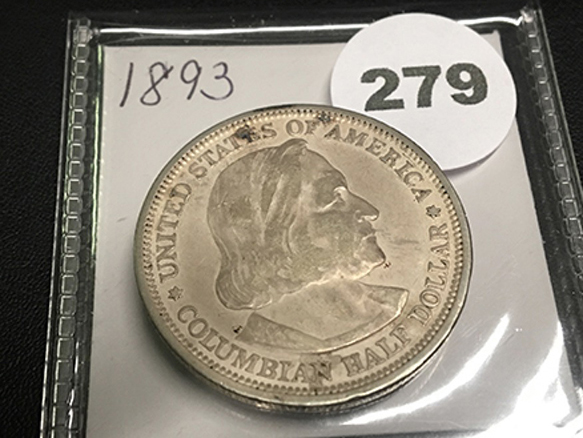 1893
279
UNITED STATES OF AMERICA
COLUMBIAN HALF DOLLAR